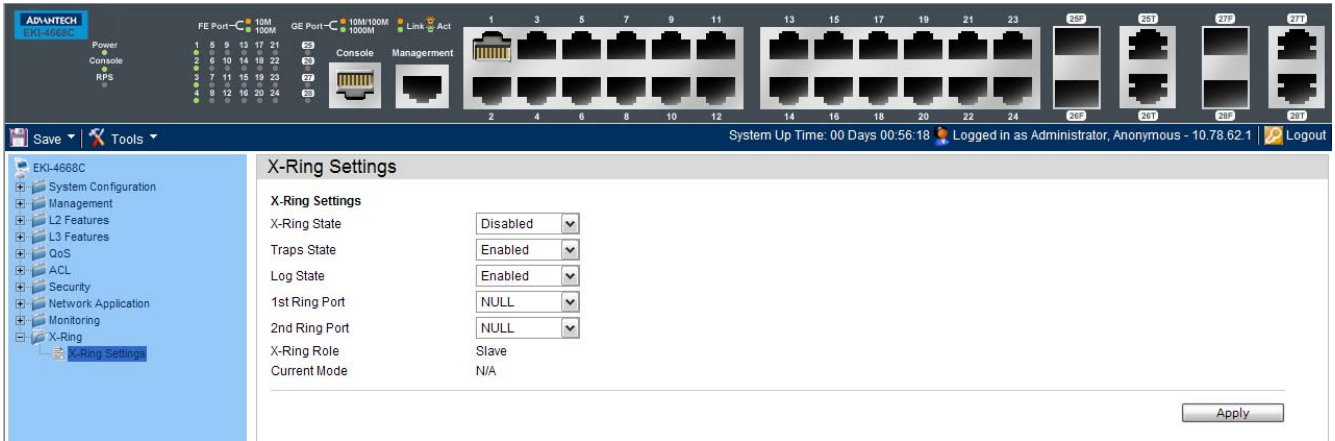 ADVANTECH
EKI-4668C
FE Port 10M 100M GE Port 10M/100M 1000M Link Act
Power
Console
RPS
1 5 9 13 17 21 25
2 6 10 14 18 22 26
3 7 11 15 19 23 27
4 8 12 16 20 24 28
Console Management
1 3 5 7 9 11 13 15 17 19 21 23 25F 25T 27F 27T
2 4 6 8 10 12 14 16 18 20 22 24 26F 26T 28F 28T
Save Tools System Up Time: 00 Days 00:56:18 Logged in as Administrator, Anonymous - 10.78.62.1 Logout
EKI-4668C
System Configuration
Management
L2 Features
L3 Features
QoS
ACL
Security
Network Application
Monitoring
X-Ring
X-Ring Settings
X-Ring Settings
X-Ring Settings
X-Ring State Disabled
Traps State Enabled
Log State Enabled
1st Ring Port NULL
2nd Ring Port NULL
X-Ring Role Slave
Current Mode N/A
Apply